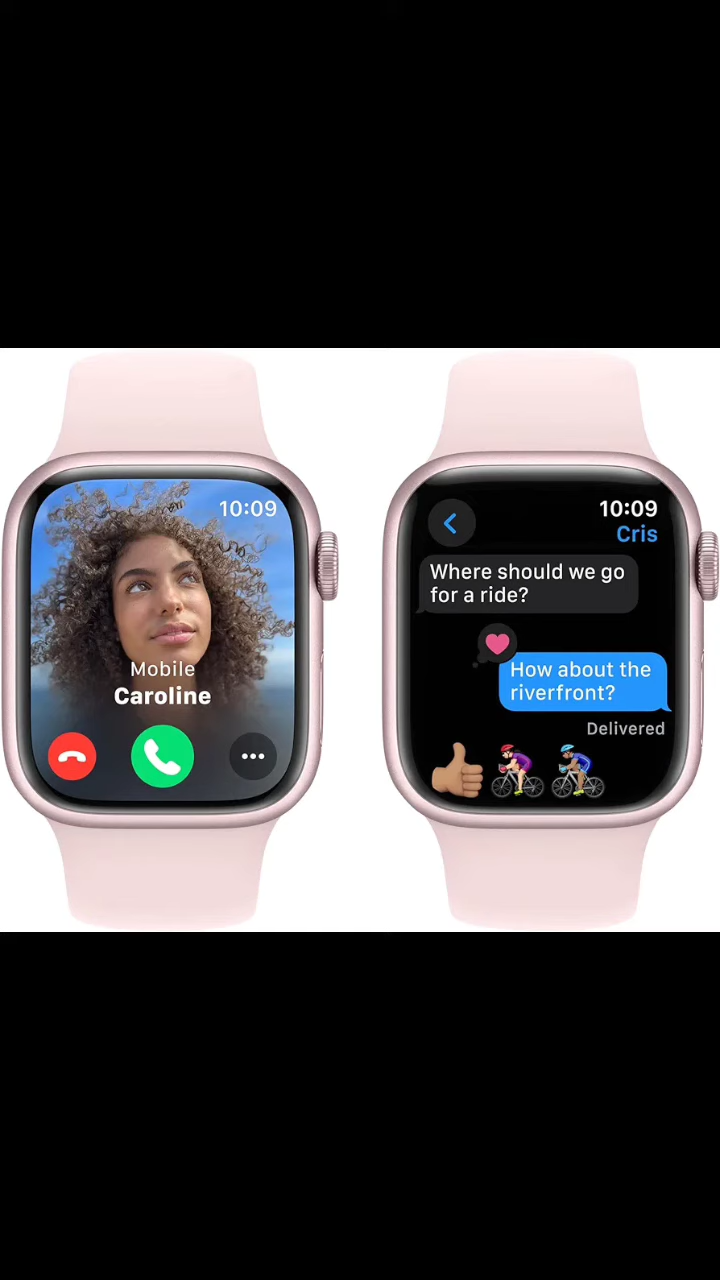 10:09
Mobile
Caroline
10:09
Cris
Where should we go
for a ride?
How about the
riverfront?
Delivered